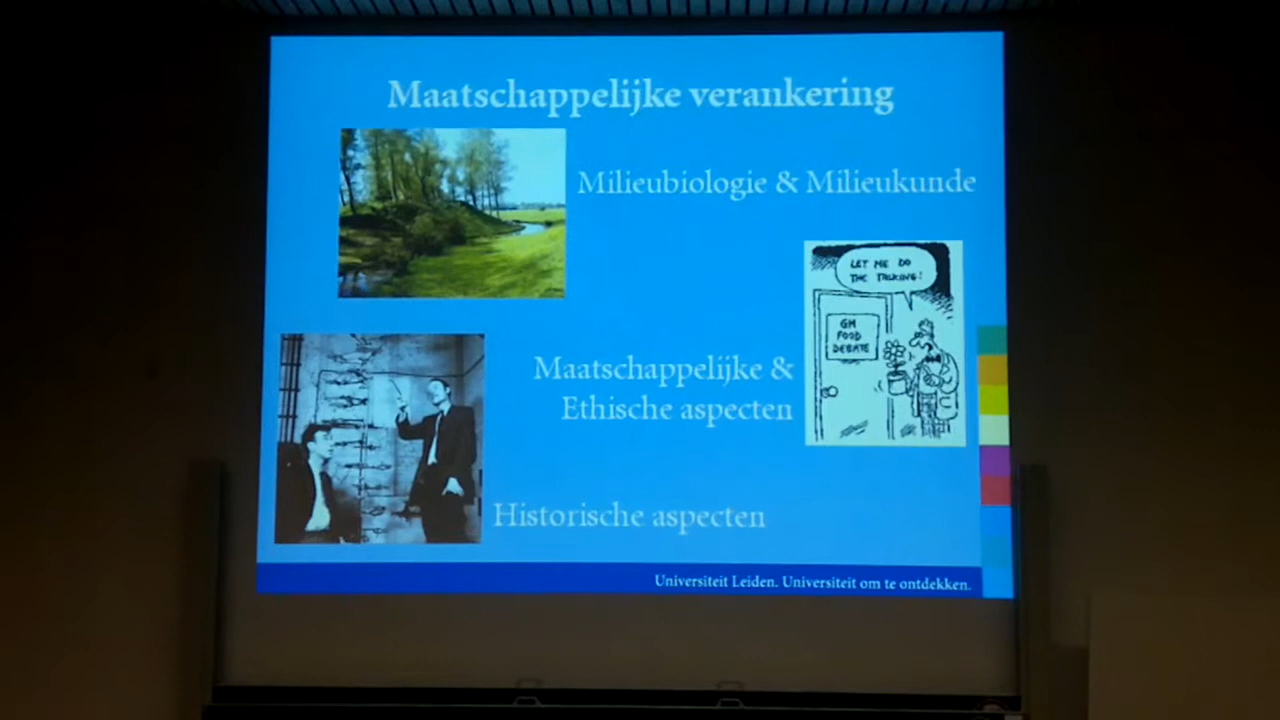 Maatschappelijke verankering
Milieubiologie & Milieukunde
LET ME DO
THE TALKING!
GM
FOOD
DEBATE
Maatschappelijke &
Ethische aspecten
Historische aspecten
Universiteit Leiden. Universiteit om te ontdekken.